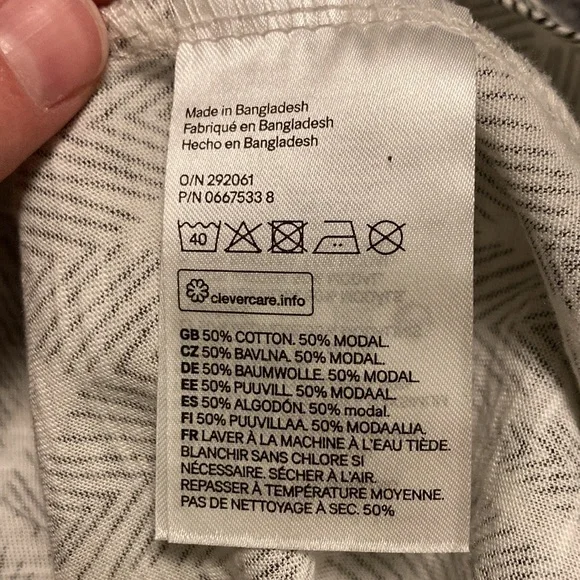 Made in Bangladesh
Fabriqué en Bangladesh
Hecho en Bangladesh
O/N 292061
P/N 0667533 8
40
clevercare.info
GB 50% COTTON. 50% MODAL.
CZ 50% BAVLNA. 50% MODAL.
DE 50% BAUMWOLLE. 50% MODAL.
EE 50% PUUVILL. 50% MODAAL.
ES 50% ALGODÓN. 50% modal.
FI 50% PUUVILLAA. 50% MODAALIA.
FR LAVER À LA MACHINE À L'EAU TIÈDE.
BLANCHIR SANS CHLORE SI
NÉCESSAIRE. SÉCHER À L'AIR.
REPASSER À TEMPÉRATURE MOYENNE.
PAS DE NETTOYAGE À SEC. 50%